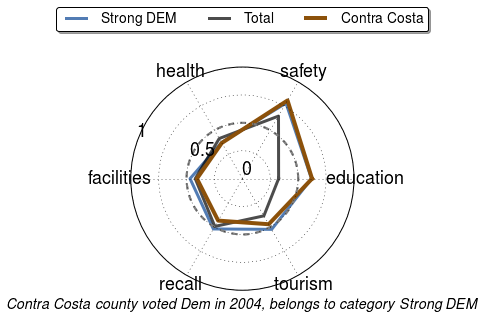 Strong DEM Total Contra Costa
health safety
1
0.5
0
facilities education
recall tourism
Contra Costa county voted Dem in 2004, belongs to category Strong DEM